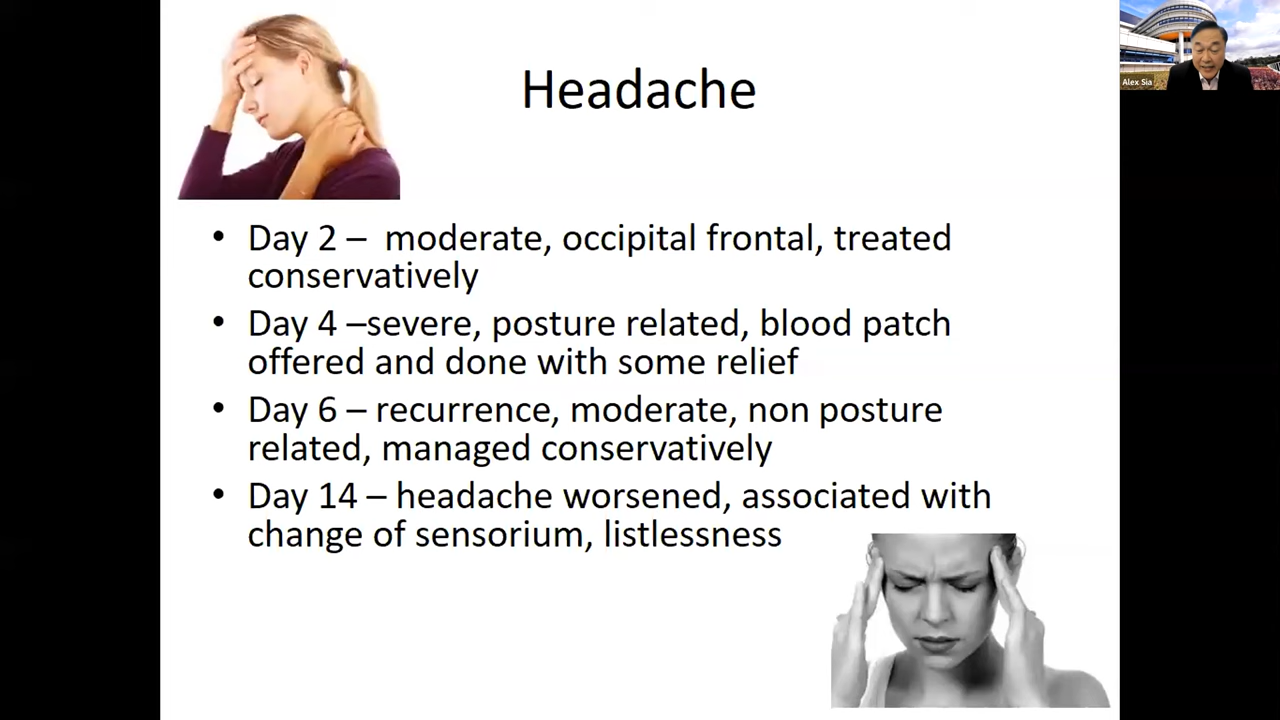 Headache
Alex Sia
• Day 2 –  moderate, occipital frontal, treated
conservatively
• Day 4 –severe, posture related, blood patch
offered and done with some relief
• Day 6 – recurrence, moderate, non posture
related, managed conservatively
• Day 14 – headache worsened, associated with
change of sensorium, listlessness